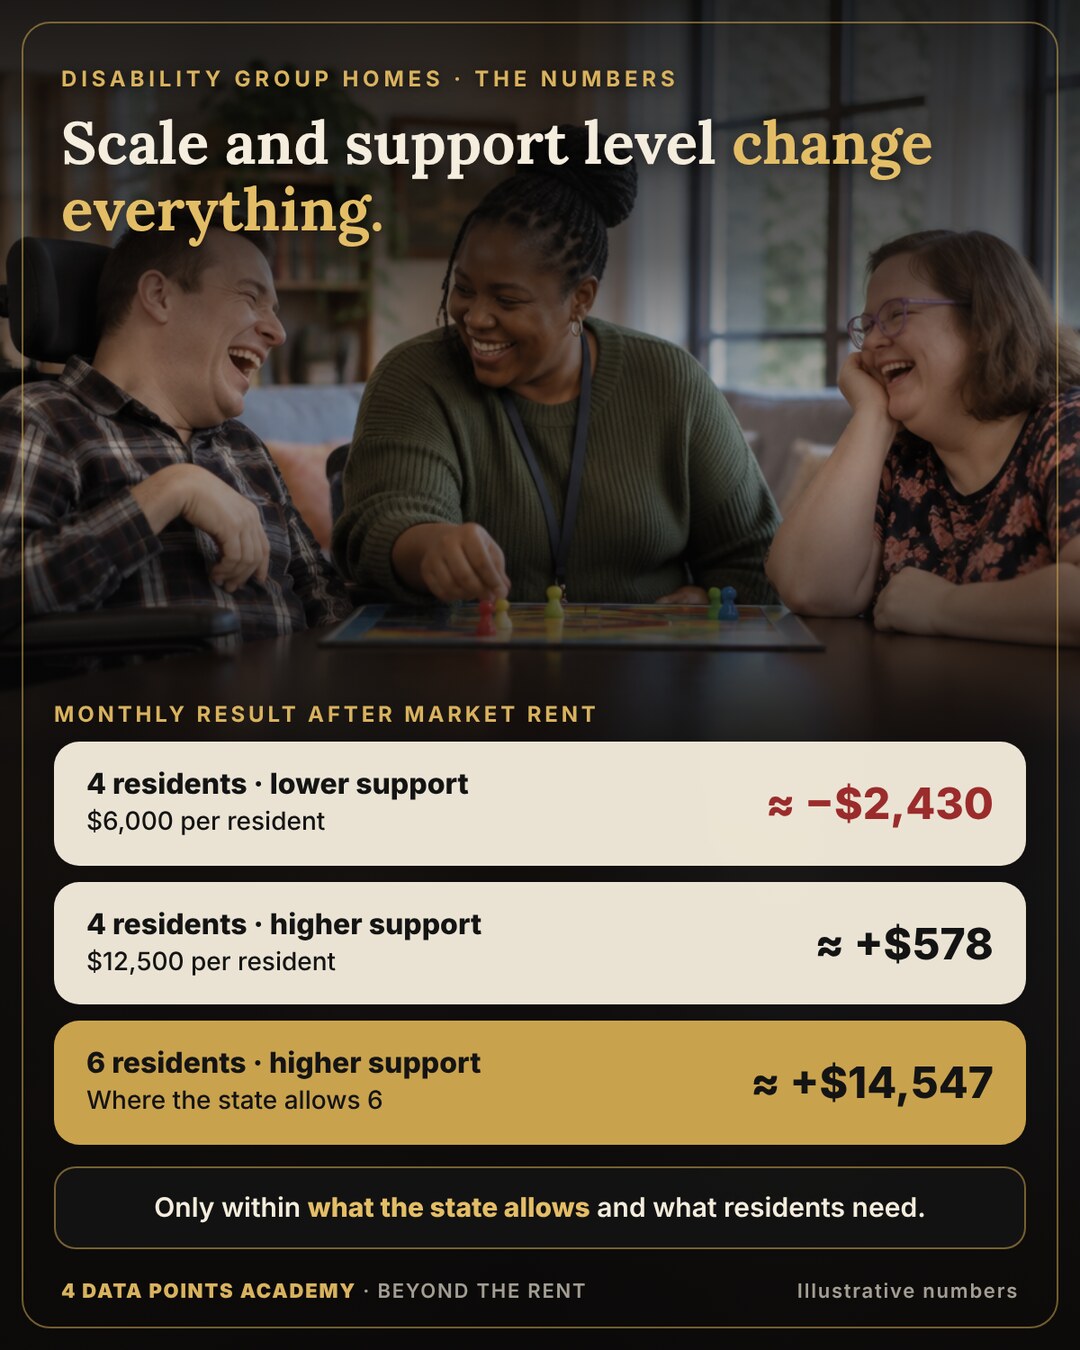 DISABILITY GROUP HOMES · THE NUMBERS
Scale and support level change
everything.
MONTHLY RESULT AFTER MARKET RENT
4 residents · lower support
$6,000 per resident
≈ −$2,430
4 residents · higher support
$12,500 per resident
≈ +$578
6 residents · higher support
Where the state allows 6
≈ +$14,547
Only within what the state allows and what residents need.
4 DATA POINTS ACADEMY · BEYOND THE RENT
Illustrative numbers